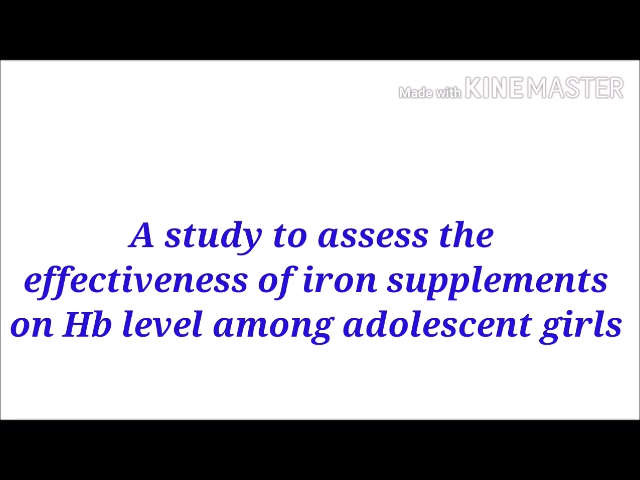 Made with KINEMASTER
A study to assess the
effectiveness of iron supplements
on Hb level among adolescent girls